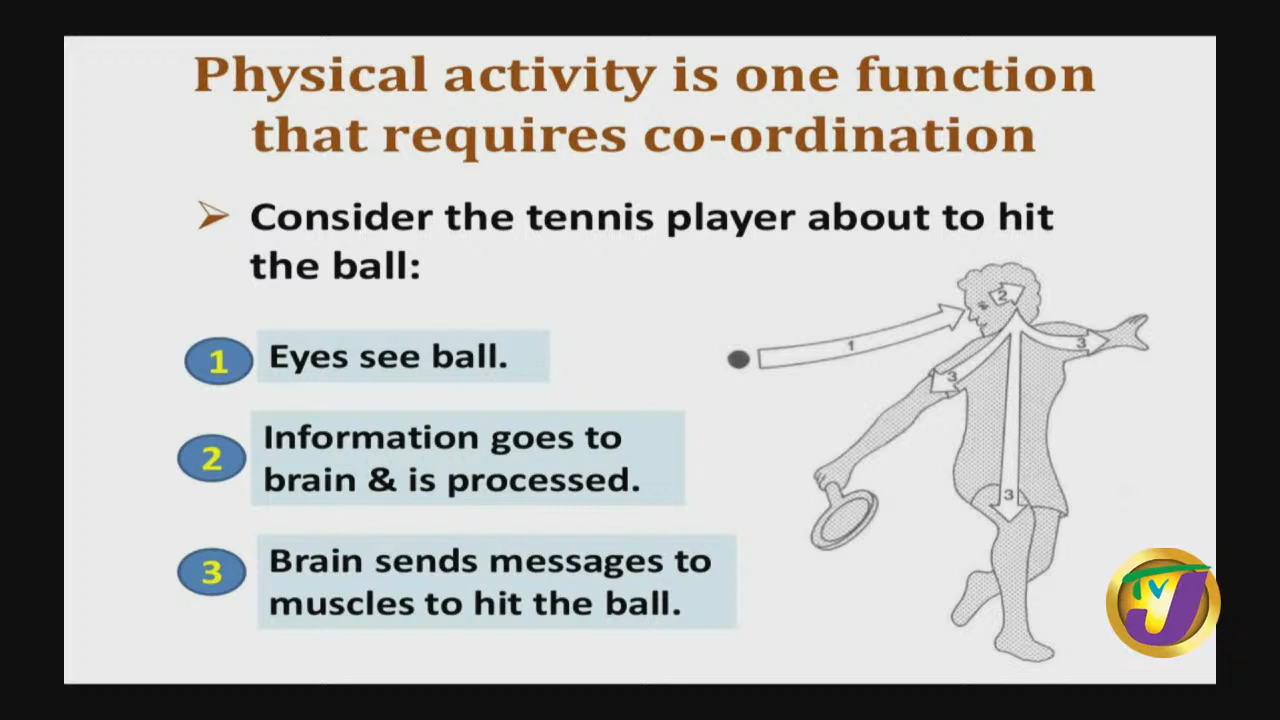 Physical activity is one function
that requires co-ordination
Consider the tennis player about to hit
the ball:
1 Eyes see ball.
2 Information goes to
brain & is processed.
3 Brain sends messages to
muscles to hit the ball.
2
1
3
3
3
TVJ